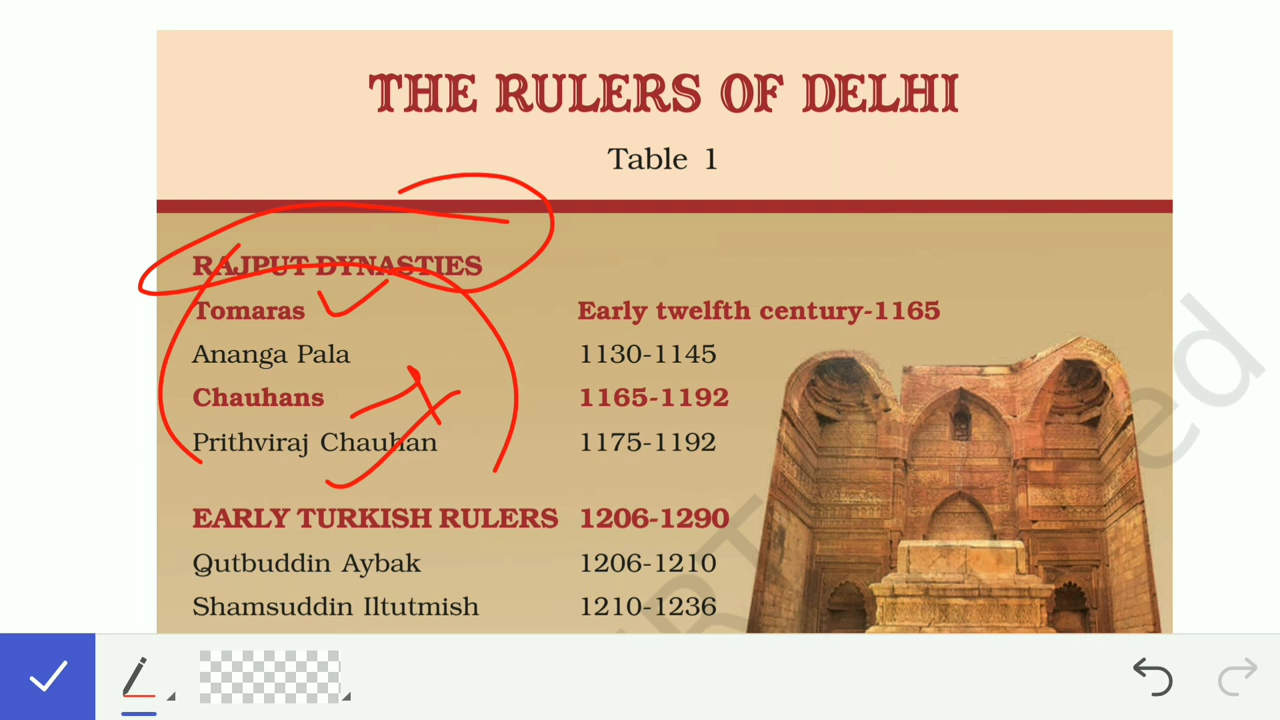 THE RULERS OF DELHI
Table 1
RAJPUT DYNASTIES
Tomaras Early twelfth century-1165
Ananga Pala 1130-1145
Chauhans 1165-1192
Prithviraj Chauhan 1175-1192
EARLY TURKISH RULERS 1206-1290
Qutbuddin Aybak 1206-1210
Shamsuddin Iltutmish 1210-1236